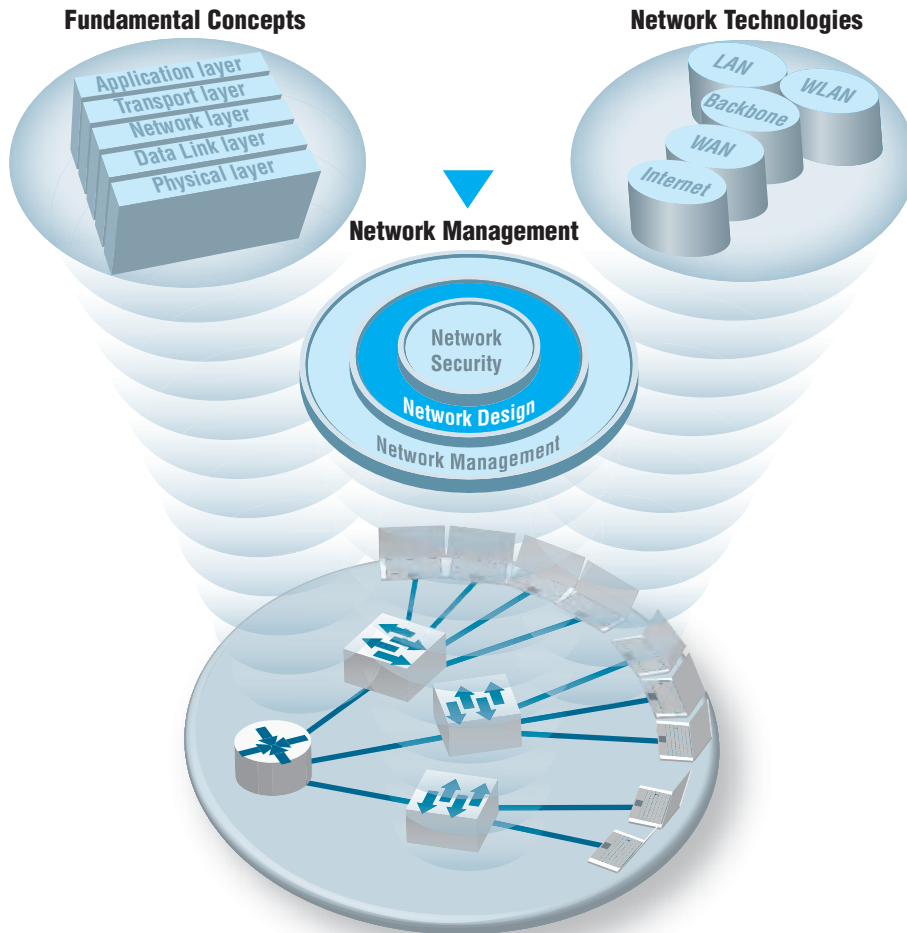 Fundamental Concepts
Application layer
Transport layer
Network layer
Data Link layer
Physical layer
Network Technologies
LAN
WLAN
Backbone
WAN
Internet
Network Management
Network
Security
Network Design
Network Management